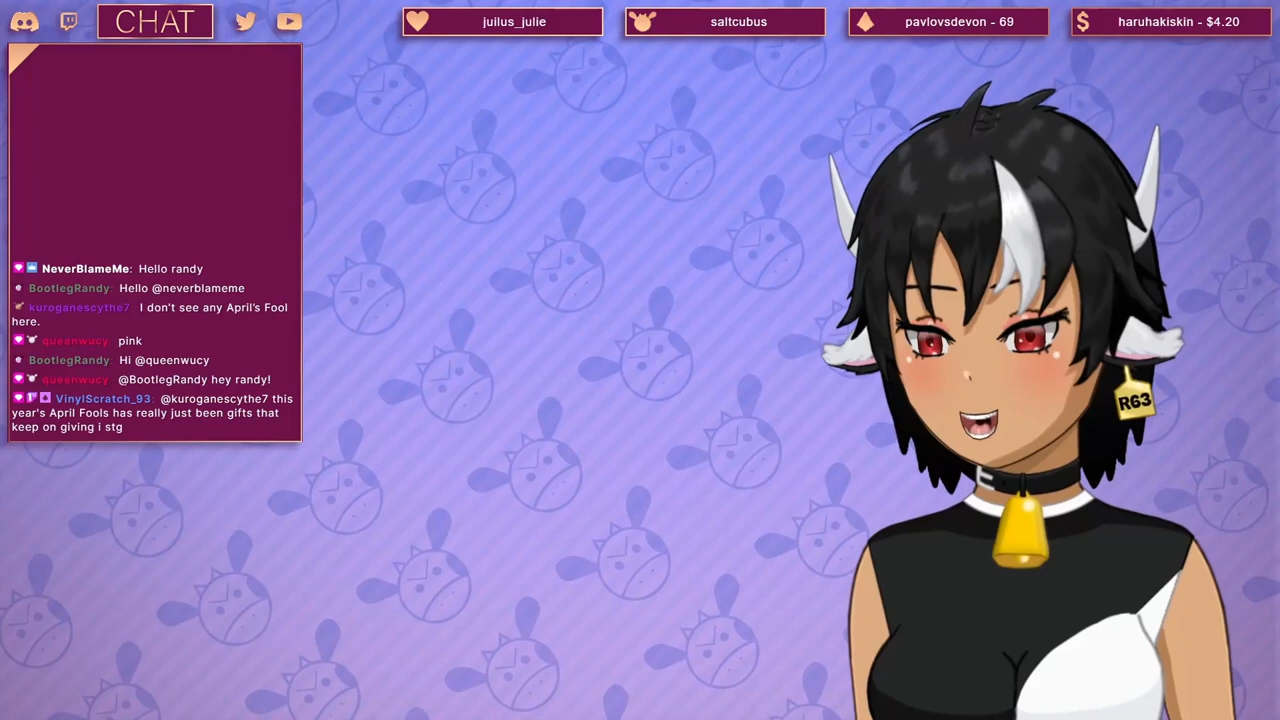 CHAT
juilus_julie
saltcubus
pavlovsdevon - 69
haruhakiskin - $4.20
NeverBlameMe: Hello randy
BootlegRandy: Hello @neverblameme
kuroganescythe7: I don't see any April's Fool
here.
queenwucy: pink
BootlegRandy: Hi @queenwucy
queenwucy: @BootlegRandy hey randy!
VinylScratch_93: @kuroganescythe7 this
year's April Fools has really just been gifts that
keep on giving i stg
R63